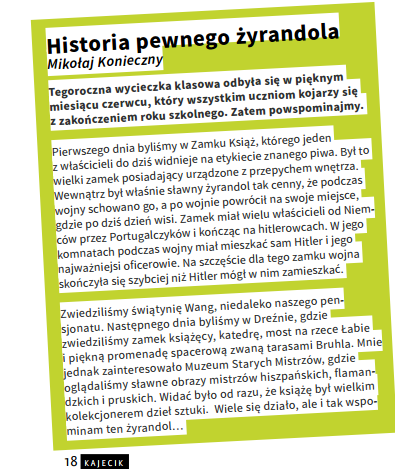 Historia pewnego żyrandola
Mikołaj Konieczny
Tegoroczna wycieczka klasowa odbyła się w pięknym
miesiącu czerwcu, który wszystkim uczniom kojarzy się
z zakończeniem roku szkolnego. Zatem powspominajmy.
Pierwszego dnia byliśmy w Zamku Książ, którego jeden
z właścicieli do dziś widnieje na etykiecie znanego piwa. Był to
wielki zamek posiadający urządzone z przepychem wnętrza.
Wewnątrz był właśnie sławny żyrandol tak cenny, że podczas
wojny schowano go, a po wojnie powrócił na swoje miejsce,
gdzie po dziś dzień wisi. Zamek miał wielu właścicieli od Niem-
ców przez Portugalczyków i kończąc na hitlerowcach. W jego
komnatach podczas wojny miał mieszkać sam Hitler i jego
najważniejsi oficerowie. Na szczęście dla tego zamku wojna
skończyła się szybciej niż Hitler mógł w nim zamieszkać.
Zwiedziliśmy świątynię Wang, niedaleko naszego pen-
sjonatu. Następnego dnia byliśmy w Dreźnie, gdzie
zwiedziliśmy zamek książęcy, katedrę, most na rzece Łabie
i piękną promenadę spacerową zwaną tarasami Bruhla. Mnie
jednak zainteresowało Muzeum Starych Mistrzów, gdzie
oglądaliśmy sławne obrazy mistrzów hiszpańskich, flaman-
dzkich i pruskich. Widać było od razu, że książę był wielkim
kolekcjonerem dzieł sztuki. Wiele się działo, ale i tak wspo-
minam ten żyrandol...
18 KAJECIK